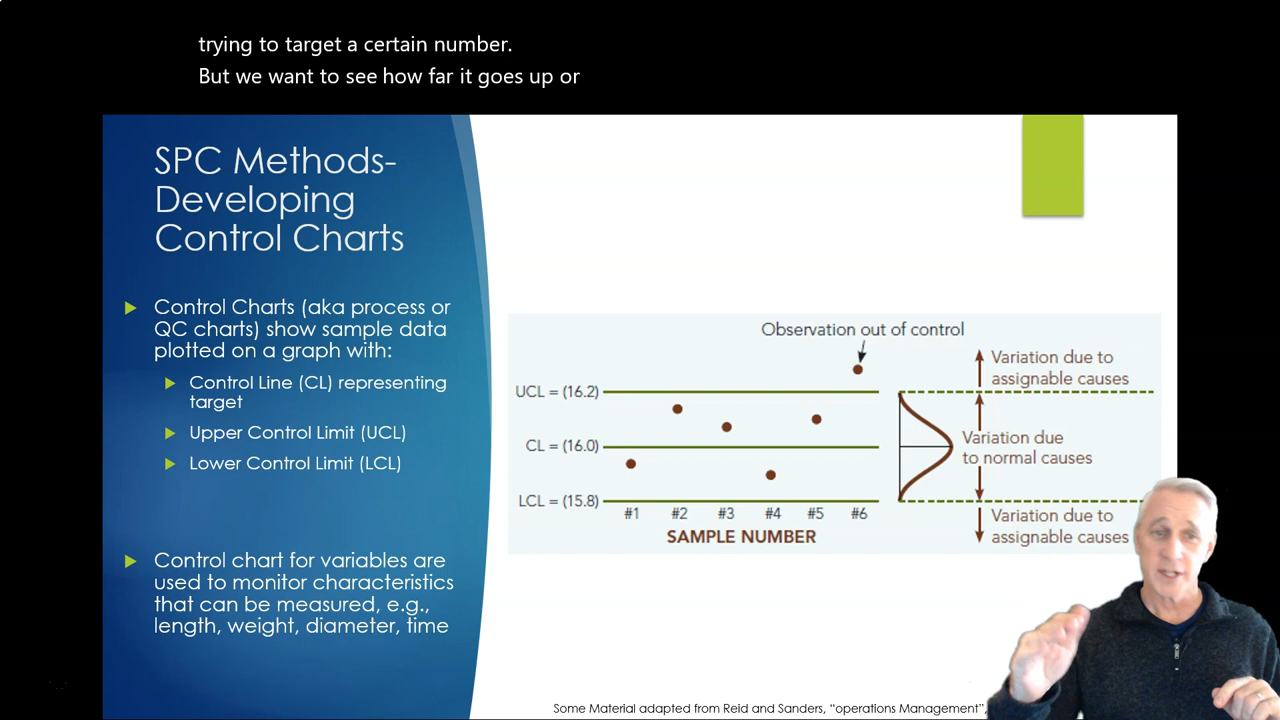 trying to target a certain number.
But we want to see how far it goes up or
SPC Methods-
Developing
Control Charts
Control Charts (aka process or
QC charts) show sample data
plotted on a graph with:
Control Line (CL) representing
target
Upper Control Limit (UCL)
Lower Control Limit (LCL)
Control chart for variables are
used to monitor characteristics
that can be measured, e.g.,
length, weight, diameter, time
Observation out of control
UCL = (16.2)
CL = (16.0)
LCL = (15.8)
#1 #2 #3 #4 #5 #6
SAMPLE NUMBER
Variation due to
assignable causes
Variation due
to normal causes
Variation due to
assignable causes
Some Material adapted from Reid and Sanders, “operations Management”,